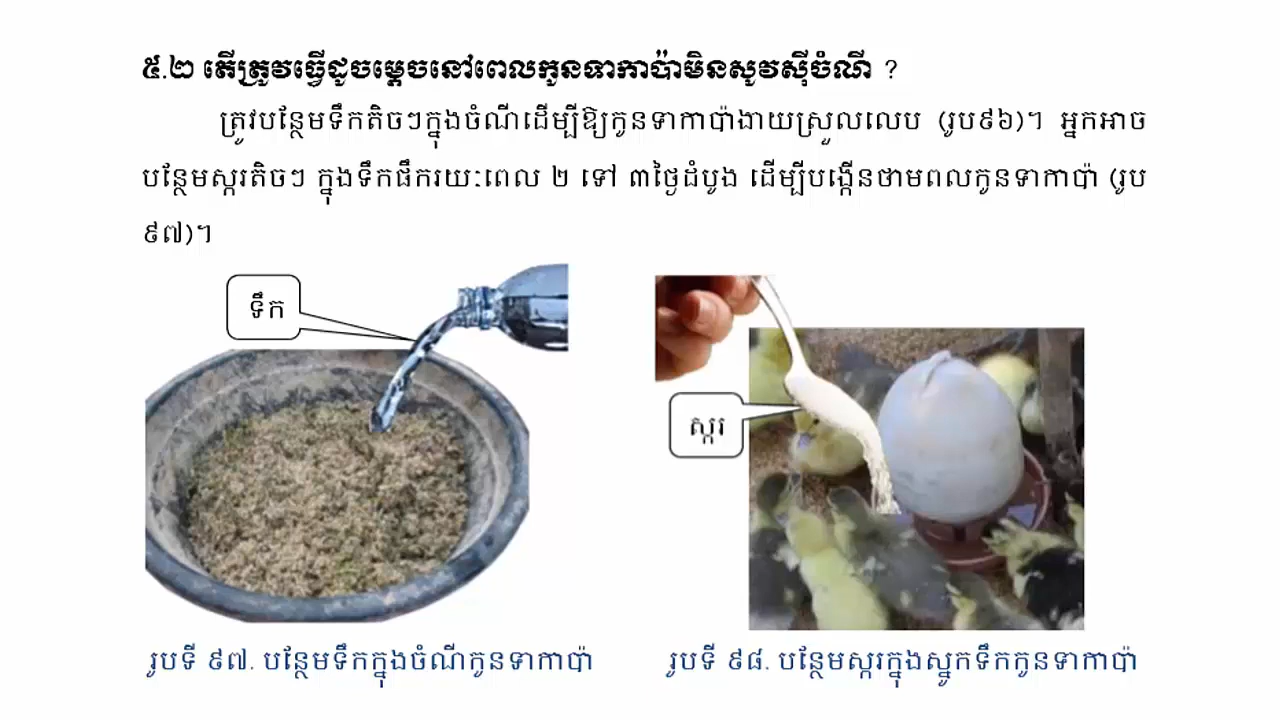 ៥.២ តើត្រូវធ្វើដូចម្តេចនៅពេលកូនទាកាប៉ាមិនសូវស៊ីចំណី ?
ត្រូវបន្ថែមទឹកតិចៗក្នុងចំណីដើម្បីឱ្យកូនទាកាប៉ាងាយស្រួលលេប (រូប៩៦)។ អ្នកអាច
បន្ថែមស្ករតិចៗ ក្នុងទឹកផឹករយៈពេល ២ ទៅ ៣ថ្ងៃដំបូង ដើម្បីបង្កើនថាមពលកូនទាកាប៉ា (រូប
៩៧)។
ទឹក
ស្ករ
រូបទី ៩៧. បន្ថែមទឹកក្នុងចំណីកូនទាកាប៉ា
រូបទី ៩៨. បន្ថែមស្ករក្នុងស្នូកទឹកកូនទាកាប៉ា